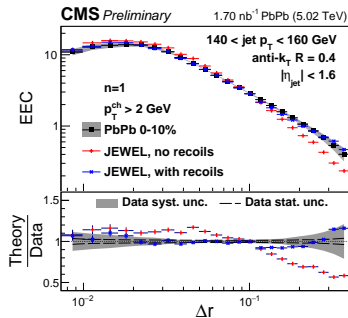 CMS Preliminary 1.70 nb⁻¹ PbPb (5.02 TeV)
140 < jet p_T < 160 GeV
anti-k_T R = 0.4
|η_jet| < 1.6
n=1
p_T^ch > 2 GeV
PbPb 0-10%
JEWEL, no recoils
JEWEL, with recoils
EEC
10
1
Data syst. unc. Data stat. unc.
Theory
Data
1.5
1.0
0.5
10⁻² 10⁻¹
Δr